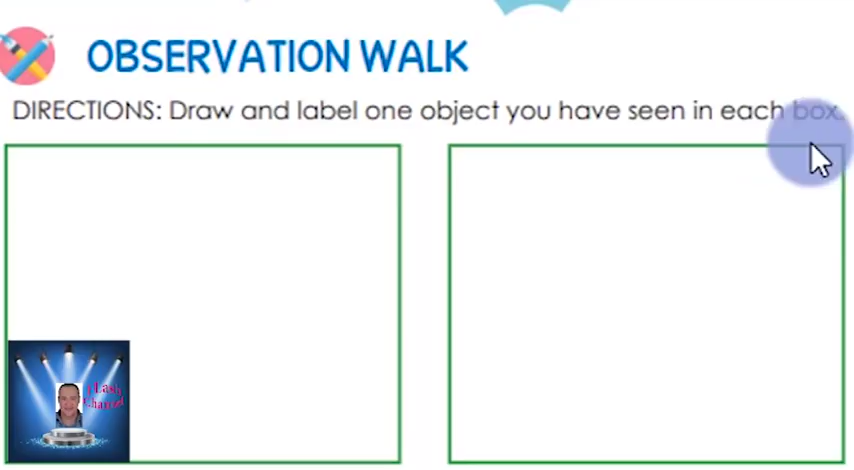 OBSERVATION WALK
DIRECTIONS: Draw and label one object you have seen in each box.